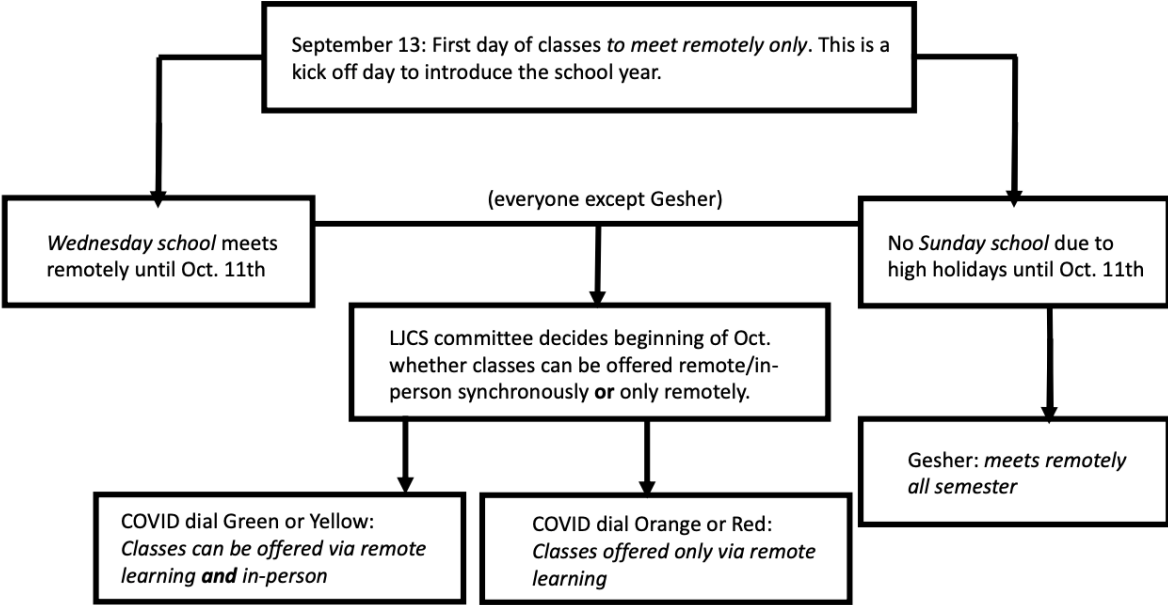 September 13: First day of classes to meet remotely only. This is a
kick off day to introduce the school year.
(everyone except Gesher)
Wednesday school meets
remotely until Oct. 11th
No Sunday school due to
high holidays until Oct. 11th
LJCS committee decides beginning of Oct.
whether classes can be offered remote/in-
person synchronously or only remotely.
Gesher: meets remotely
all semester
COVID dial Green or Yellow:
Classes can be offered via remote
learning and in-person
COVID dial Orange or Red:
Classes offered only via remote
learning